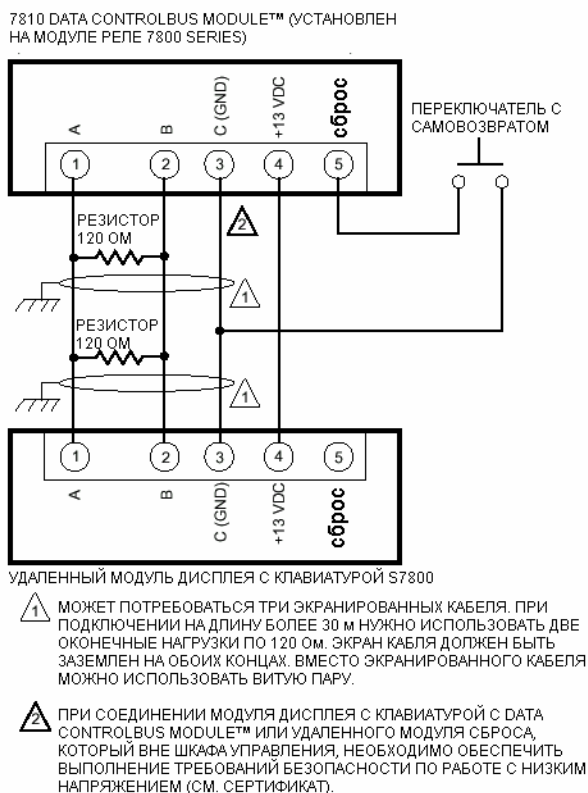 7810 DATA CONTROLBUS MODULE™ (УСТАНОВЛЕН
НА МОДУЛЕ РЕЛЕ 7800 SERIES)
A
B
C (GND)
+13 VDC
сброс
1
2
3
4
5
ПЕРЕКЛЮЧАТЕЛЬ С
САМОВОЗВРАТОМ
РЕЗИСТОР
120 ОМ
2
1
РЕЗИСТОР
120 ОМ
1
1
2
3
4
5
A
B
C (GND)
+13 VDC
сброс
УДАЛЕННЫЙ МОДУЛЬ ДИСПЛЕЯ С КЛАВИАТУРОЙ S7800
1 МОЖЕТ ПОТРЕБОВАТЬСЯ ТРИ ЭКРАНИРОВАННЫХ КАБЕЛЯ. ПРИ
ПОДКЛЮЧЕНИИ НА ДЛИНУ БОЛЕЕ 30 м НУЖНО ИСПОЛЬЗОВАТЬ ДВЕ
ОКОНЕЧНЫЕ НАГРУЗКИ ПО 120 Ом. ЭКРАН КАБЛЯ ДОЛЖЕН БЫТЬ
ЗАЗЕМЛЕН НА ОБОИХ КОНЦАХ. ВМЕСТО ЭКРАНИРОВАННОГО КАБЕЛЯ
МОЖНО ИСПОЛЬЗОВАТЬ ВИТУЮ ПАРУ.
2 ПРИ СОЕДИНЕНИИ МОДУЛЯ ДИСПЛЕЯ С КЛАВИАТУРОЙ С DATA
CONTROLBUS MODULE™ ИЛИ УДАЛЕННОГО МОДУЛЯ СБРОСА,
КОТОРЫЙ ВНЕ ШКАФА УПРАВЛЕНИЯ, НЕОБХОДИМО ОБЕСПЕЧИТЬ
ВЫПОЛНЕНИЕ ТРЕБОВАНИЙ БЕЗОПАСНОСТИ ПО РАБОТЕ С НИЗКИМ
НАПРЯЖЕНИЕМ (СМ. СЕРТИФИКАТ).